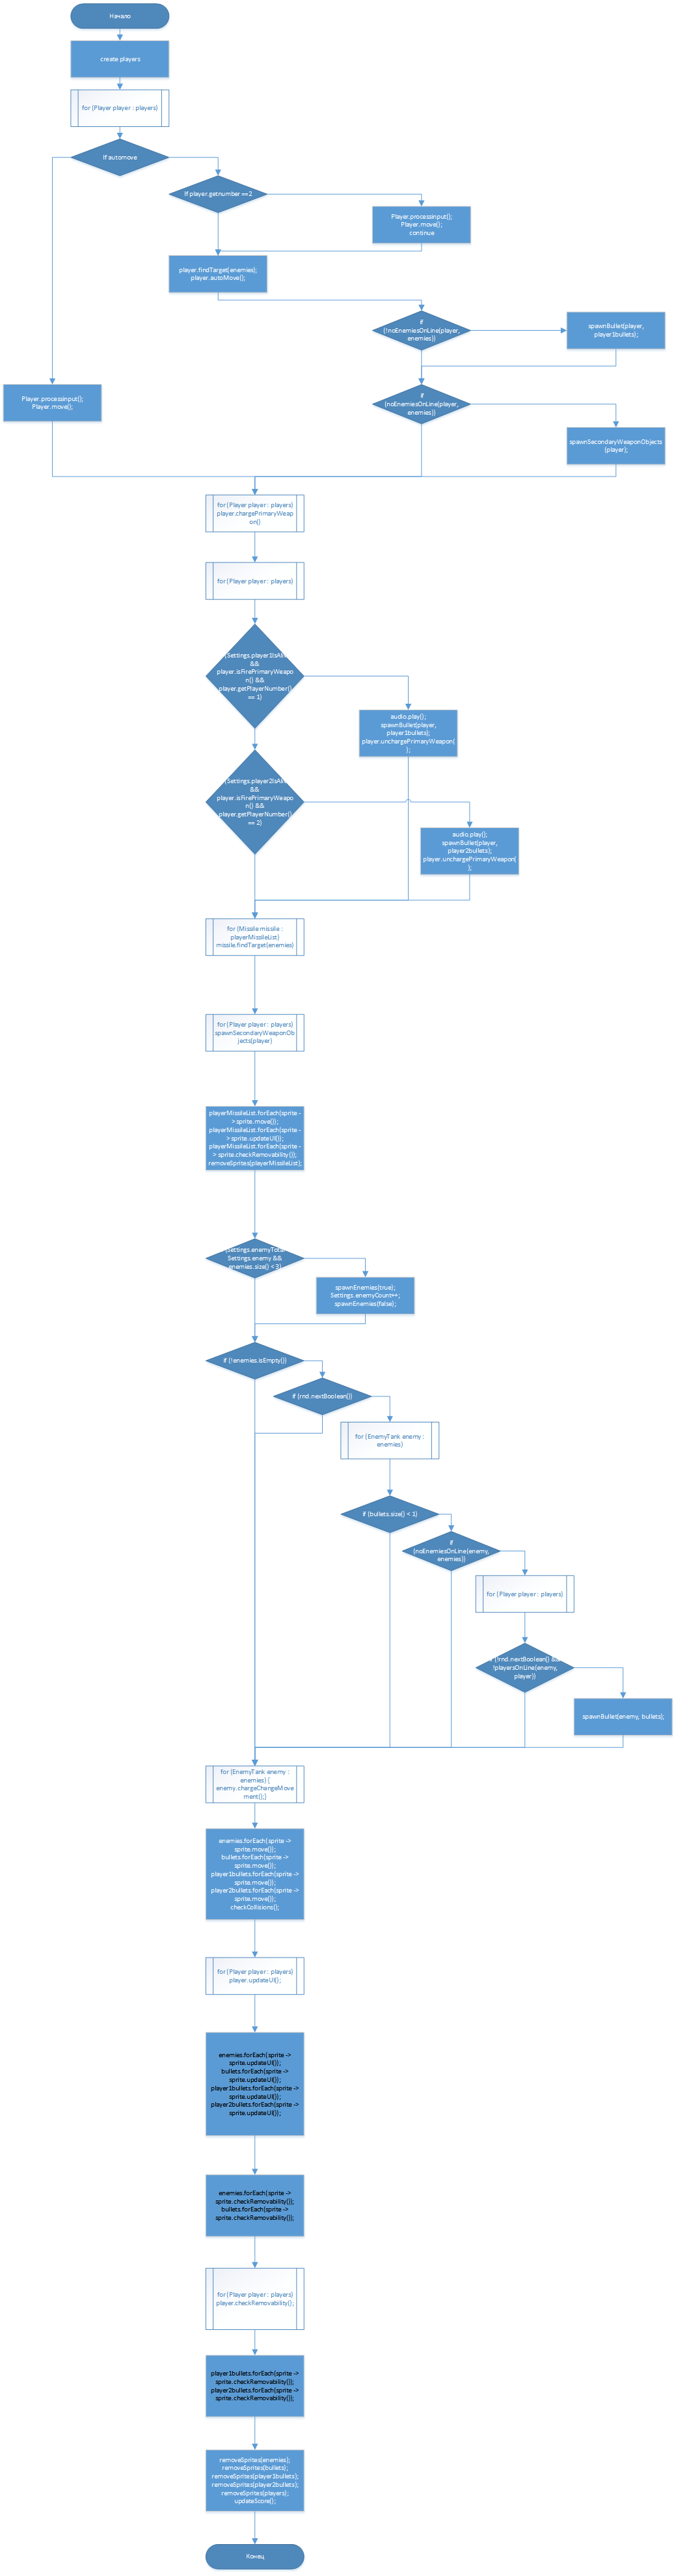 Начало
create players
for (Player player : players)
If automove
If player.getnumber ==2
Player.processInput();
Player.move();
continue
player.findTarget(enemies);
player.autoMove();
if
(!noEnemiesOnLine(player,
enemies))
spawnBullet(player,
player1bullets);
Player.processInput();
Player.move();
if
(noEnemiesOnLine(player,
enemies))
spawnSecondaryWeaponObjects
(player);
for (Player player : players)
player.chargePrimaryWeap
on()
for (Player player : players)
(Settings.player1IsAli
&&
player.isFirePrimaryWeapo
n() &&
player.getPlayerNumber()
== 1)
audio.play();
spawnBullet(player,
player1bullets);
player.unchargePrimaryWeapon(
);
(Settings.player2IsAli
&&
player.isFirePrimaryWeapo
n() &&
player.getPlayerNumber()
== 2)
audio.play();
spawnBullet(player,
player2bullets);
player.unchargePrimaryWeapon(
);
for (Missile missile :
playerMissileList)
missile.findTarget(enemies)
for (Player player : players)
spawnSecondaryWeaponOb
jects(player)
playerMissileList.forEach(sprite -
> sprite.move());
playerMissileList.forEach(sprite -
> sprite.updateUI());
playerMissileList.forEach(sprite -
> sprite.checkRemovability());
removeSprites(playerMissileList);
(Settings.enemyTotal
Settings.enemy &&
enemies.size() < 3)
spawnEnemies(true);
Settings.enemyCount++;
spawnEnemies(false);
if (!enemies.isEmpty())
if (rnd.nextBoolean())
for (EnemyTank enemy :
enemies)
if (bullets.size() < 1)
if
(noEnemiesOnLine(enemy,
enemies))
for (Player player : players)
(!rnd.nextBoolean() &&
!playersOnLine(enemy,
player))
spawnBullet(enemy, bullets);
for (EnemyTank enemy :
enemies) {
enemy.chargeChangeMove
ment();}
enemies.forEach(sprite ->
sprite.move());
bullets.forEach(sprite ->
sprite.move());
player1bullets.forEach(sprite ->
sprite.move());
player2bullets.forEach(sprite ->
sprite.move());
checkCollisions();
for (Player player : players)
player.updateUI();
enemies.forEach(sprite ->
sprite.updateUI());
bullets.forEach(sprite ->
sprite.updateUI());
player1bullets.forEach(sprite ->
sprite.updateUI());
player2bullets.forEach(sprite ->
sprite.updateUI());
enemies.forEach(sprite ->
sprite.checkRemovability());
bullets.forEach(sprite ->
sprite.checkRemovability());
for (Player player : players)
player.checkRemovability();
player1bullets.forEach(sprite ->
sprite.checkRemovability());
player2bullets.forEach(sprite ->
sprite.checkRemovability());
removeSprites(enemies);
removeSprites(bullets);
removeSprites(player1bullets);
removeSprites(player2bullets);
removeSprites(players);
updateScore();
Конец